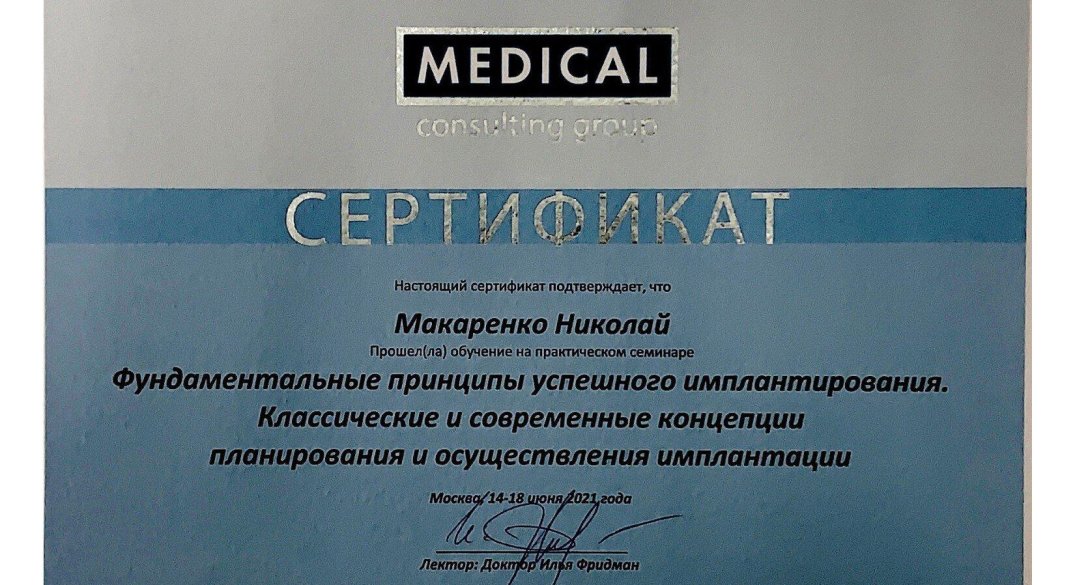 MEDICAL
consulting group
СЕРТИФИКАТ
Настоящий сертификат подтверждает, что
Макаренко Николай
Прошел(ла) обучение на практическом семинаре
Фундаментальные принципы успешного имплантирования.
Классические и современные концепции
планирования и осуществления имплантации
Москва, 14-18 июня 2021 года
Лектор: Доктор Илья Фридман